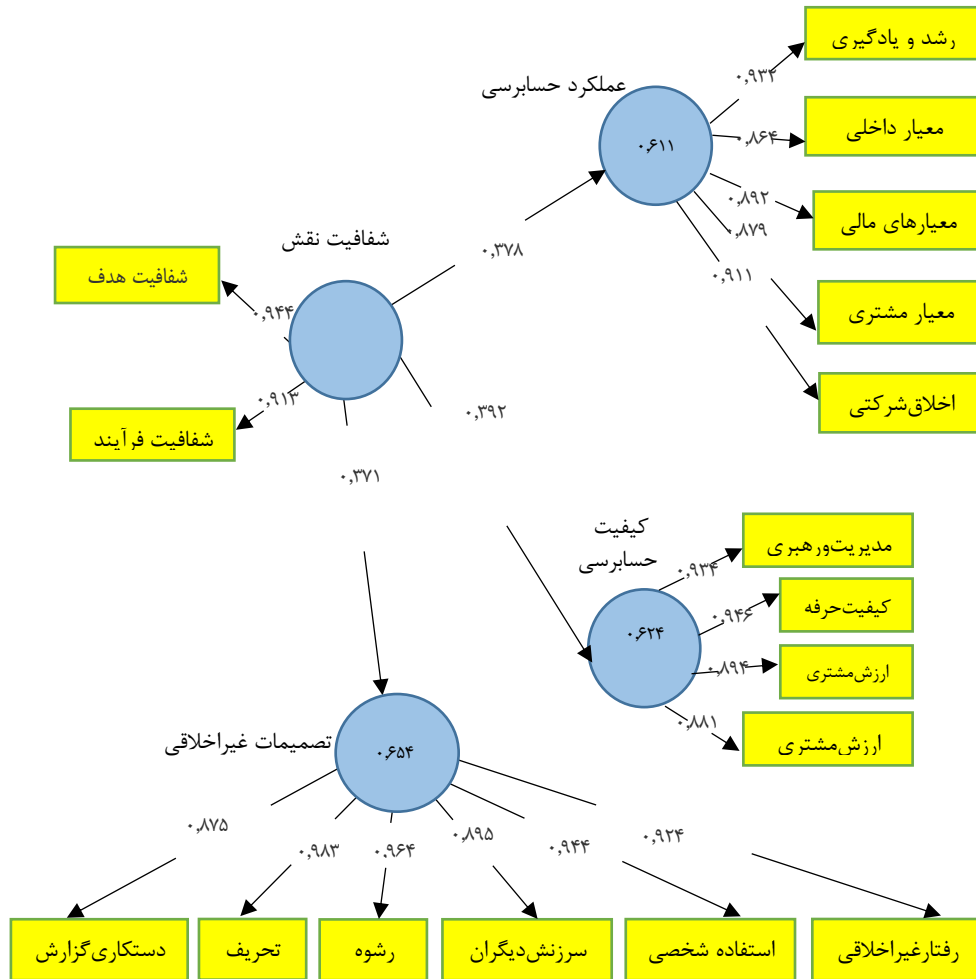 رشد و یادگیری
۰,۹۳۴
عملکرد حسابرسی
معیار داخلی
۰,۸۶۴
۰,۶۱۱
۰,۸۹۲
معیارهای مالی
۰,۸۷۹
شفافیت نقش
۰,۳۷۸
۰,۹۱۱
شفافیت هدف
۰,۹۴۴
معیار مشتری
۰,۹۱۳
اخلاق‌شرکتی
۰,۳۹۲
شفافیت فرآیند
۰,۳۷۱
کیفیت
حسابرسی
مدیریت‌ورهبری
۰,۹۳۴
کیفیت‌حرفه
۰,۹۴۶
۰,۶۲۴
ارزش‌مشتری
۰,۸۹۴
۰,۸۸۱
ارزش‌مشتری
تصمیمات غیراخلاقی
۰,۶۵۴
۰,۸۷۵
۰,۹۸۳
۰,۹۶۴
۰,۸۹۵
۰,۹۴۴
۰,۹۲۴
رفتارغیراخلاقی
استفاده شخصی
سرزنش‌دیگران
رشوه
تحریف
دستکاری‌گزارش